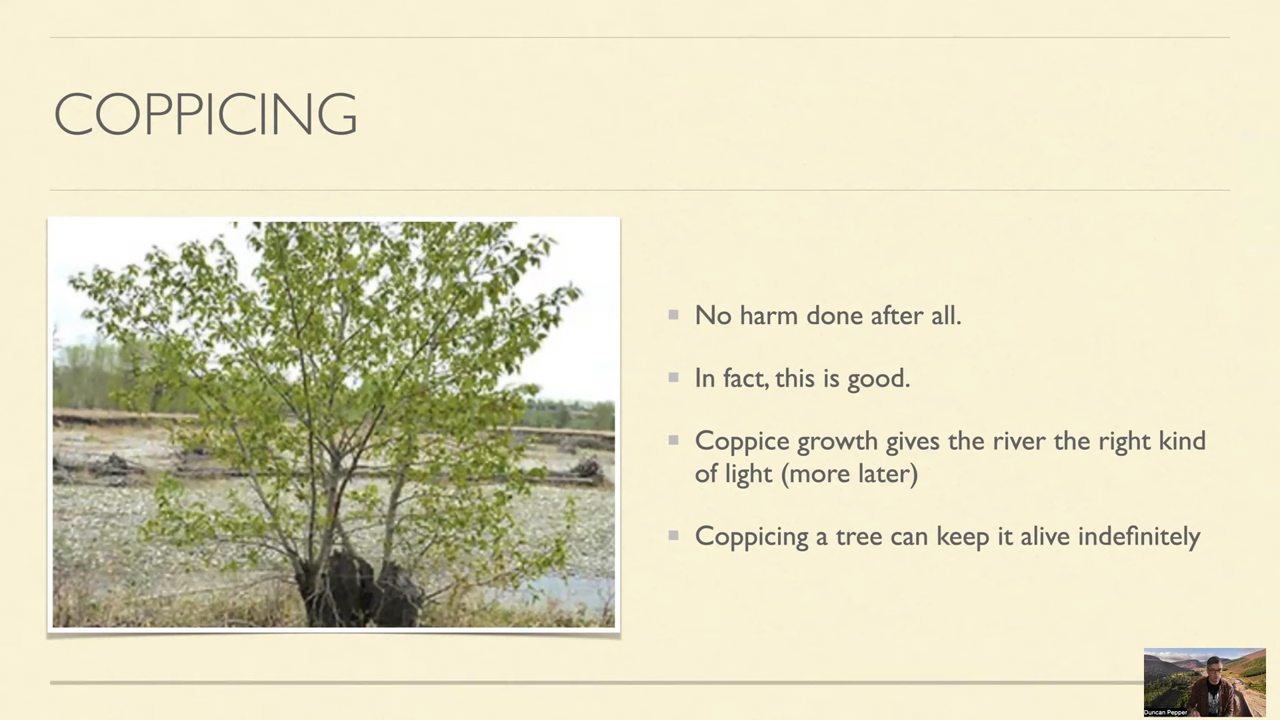 COPPICING
No harm done after all.
In fact, this is good.
Coppice growth gives the river the right kind
of light (more later)
Coppicing a tree can keep it alive indefinitely
Duncan Pepper